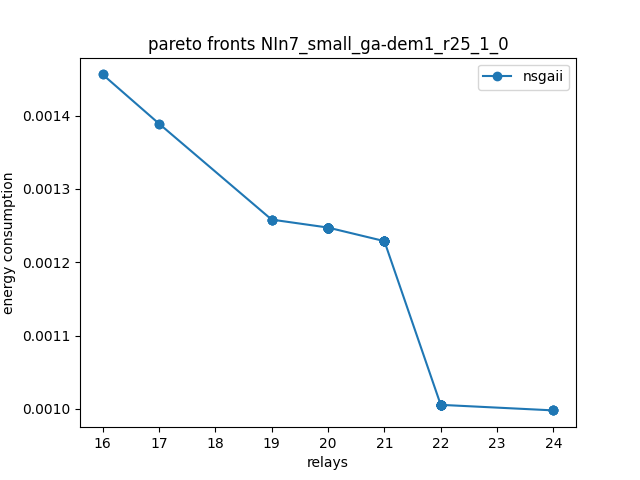 pareto fronts NIn7_small_ga-dem1_r25_1_0
nsgaii
0.0014
0.0013
0.0012
0.0011
0.0010
energy consumption
16 17 18 19 20 21 22 23 24
relays